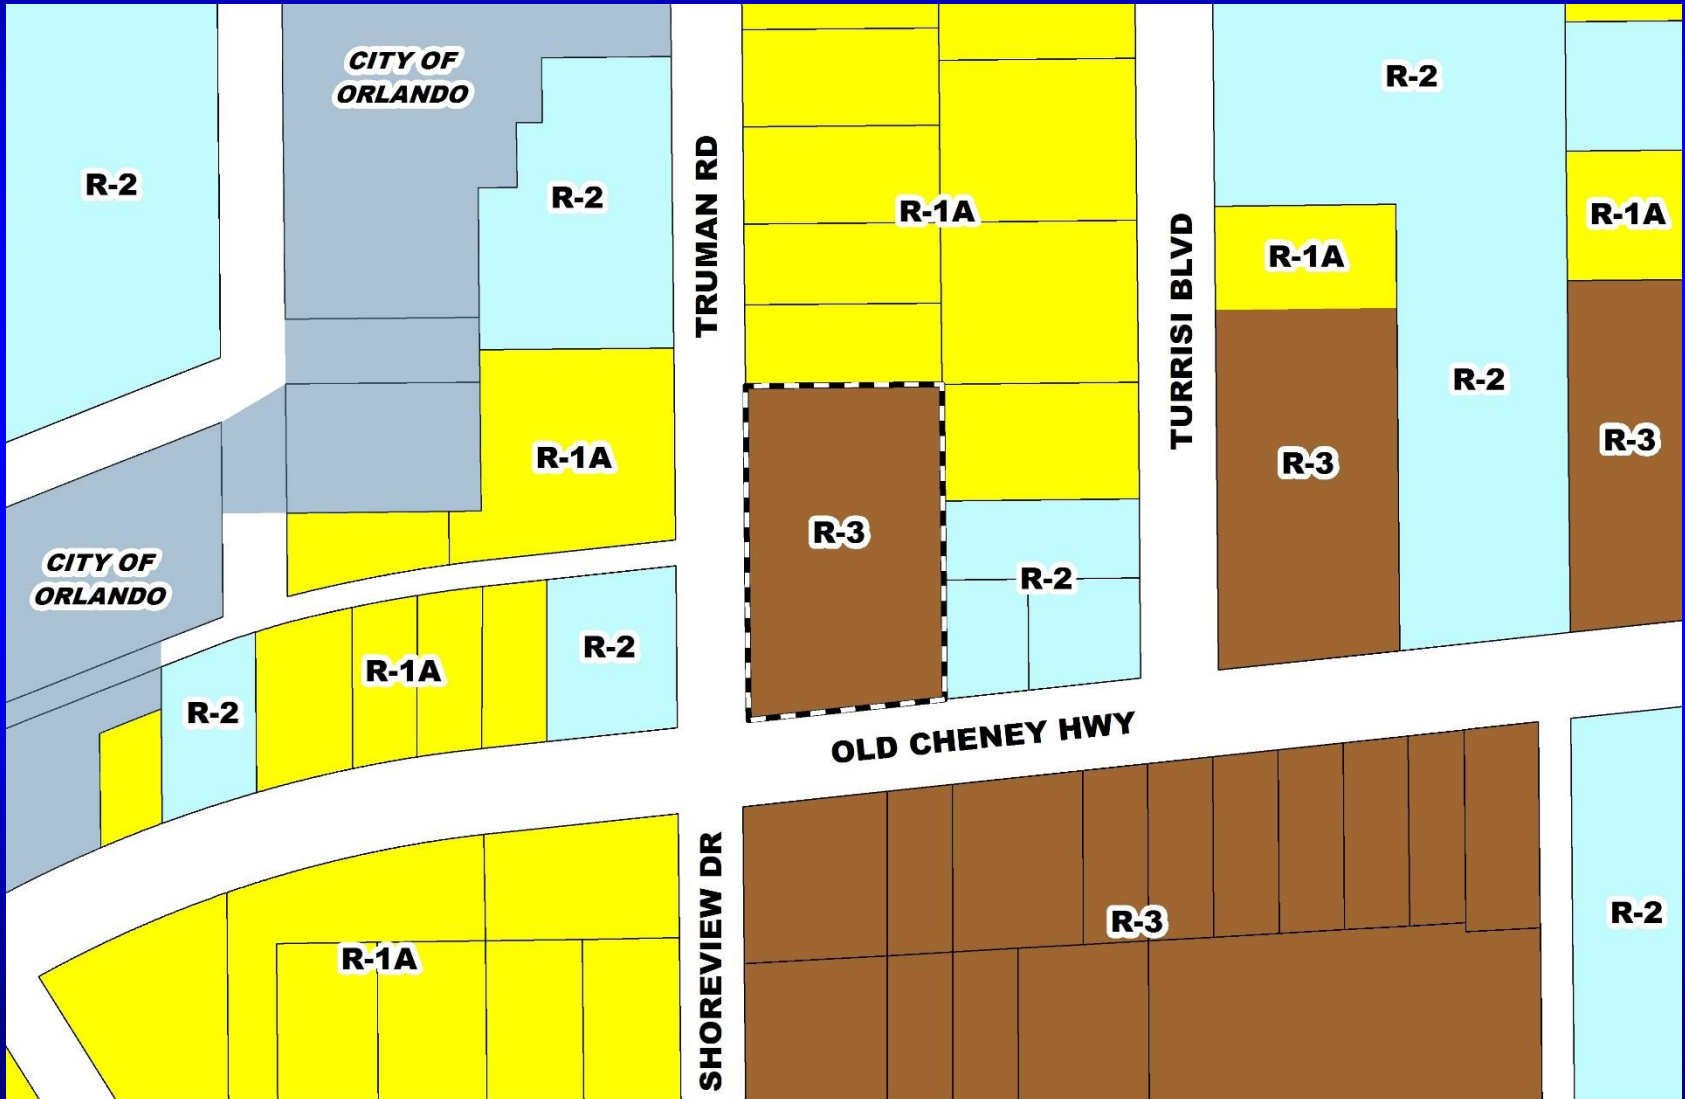 CITY OF
ORLANDO
R-2
R-2
R-2
TRUMAN RD
R-1A
TURRISI BLVD
R-1A
R-1A
R-2
R-1A
R-3
R-3
R-3
CITY OF
ORLANDO
R-2
R-2
R-1A
R-2
OLD CHENEY HWY
SHOREVIEW DR
R-3
R-2
R-1A